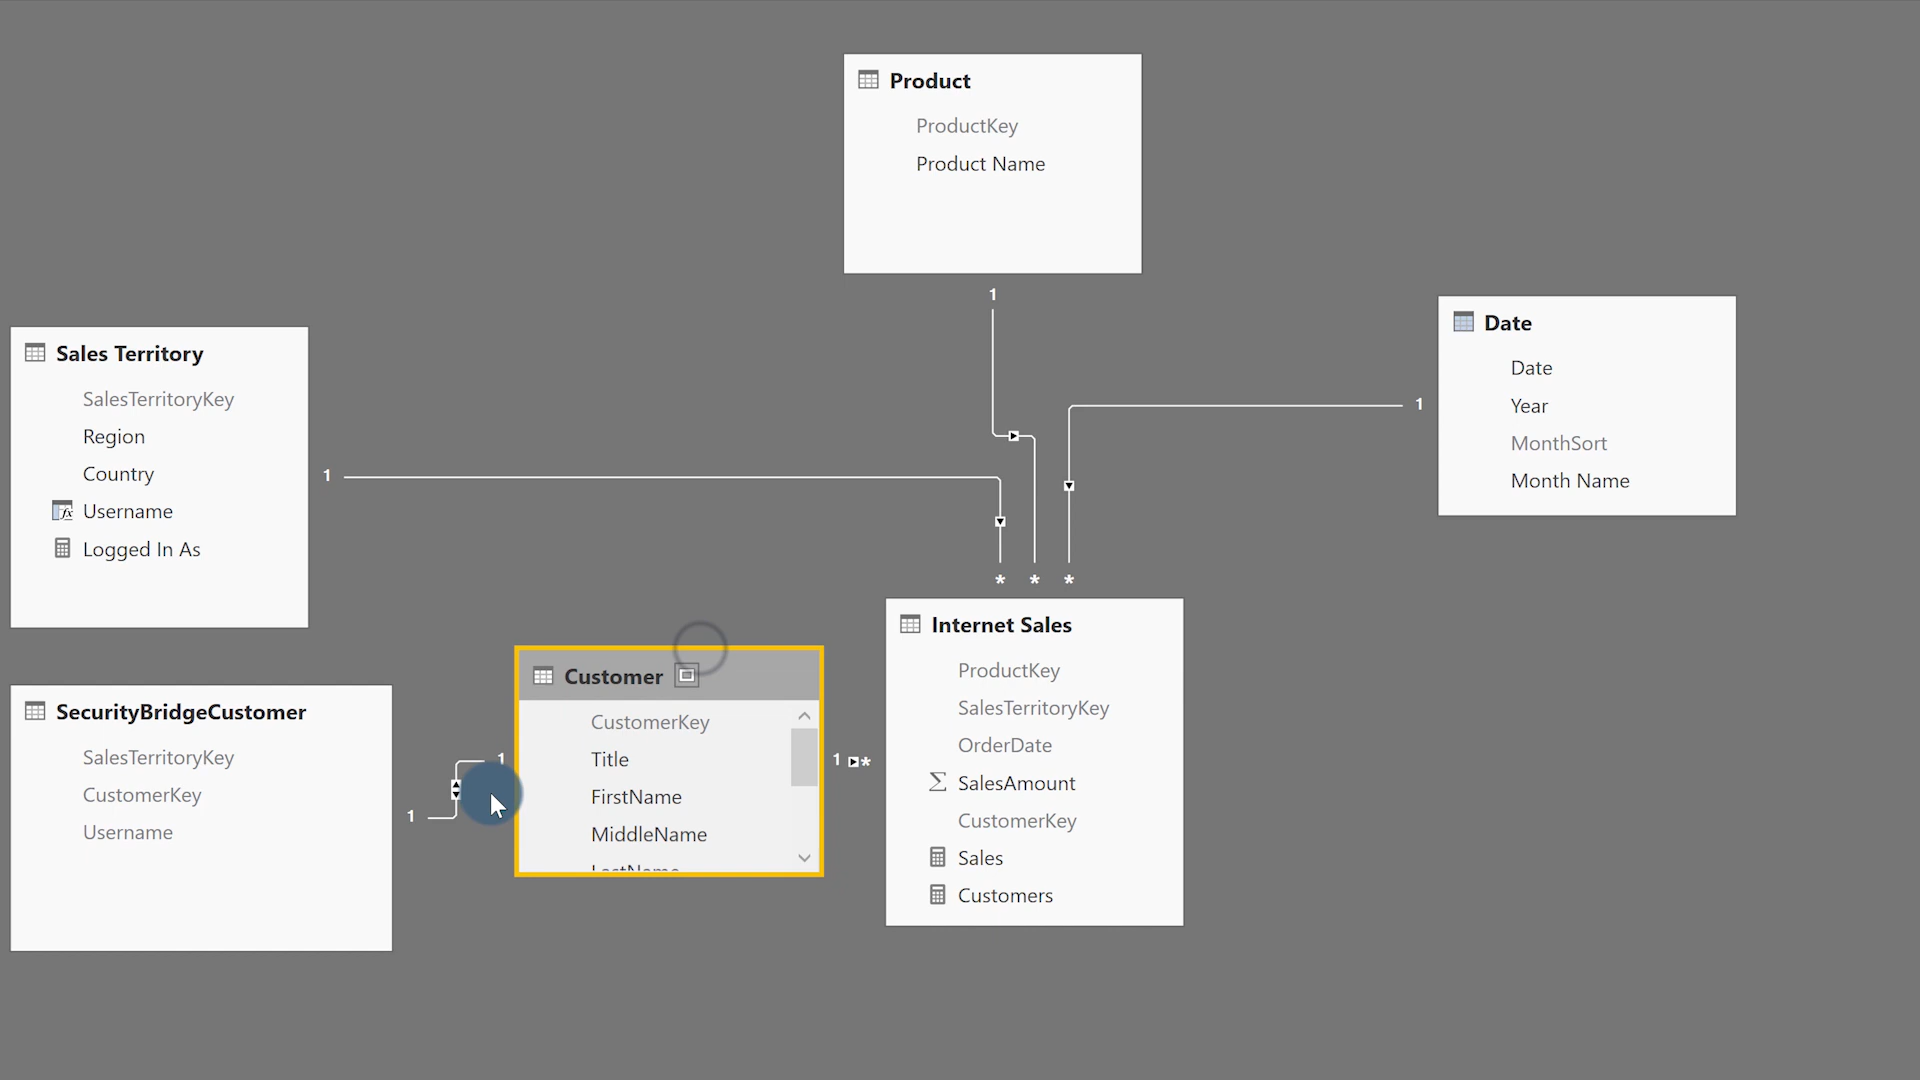 Product
ProductKey
Product Name
1
Date
Date
Year
MonthSort
Month Name
1
Sales Territory
SalesTerritoryKey
Region
Country
Username
Logged In As
1
* * *
SecurityBridgeCustomer
SalesTerritoryKey
CustomerKey
Username
1
1
Customer
CustomerKey
Title
FirstName
MiddleName
LastName
1 *
Internet Sales
ProductKey
SalesTerritoryKey
OrderDate
Σ SalesAmount
CustomerKey
Sales
Customers